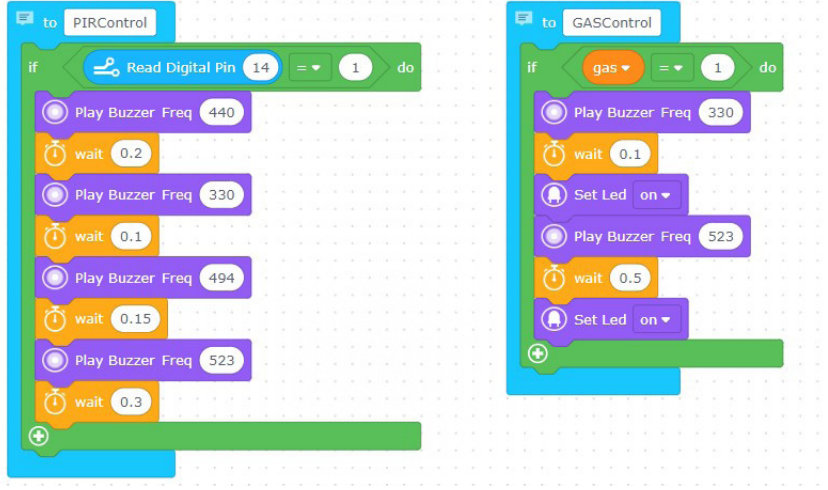 to PIRControl
if Read Digital Pin 14 = 1 do
Play Buzzer Freq 440
wait 0.2
Play Buzzer Freq 330
wait 0.1
Play Buzzer Freq 494
wait 0.15
Play Buzzer Freq 523
wait 0.3
to GASControl
if gas = 1 do
Play Buzzer Freq 330
wait 0.1
Set Led on
Play Buzzer Freq 523
wait 0.5
Set Led on